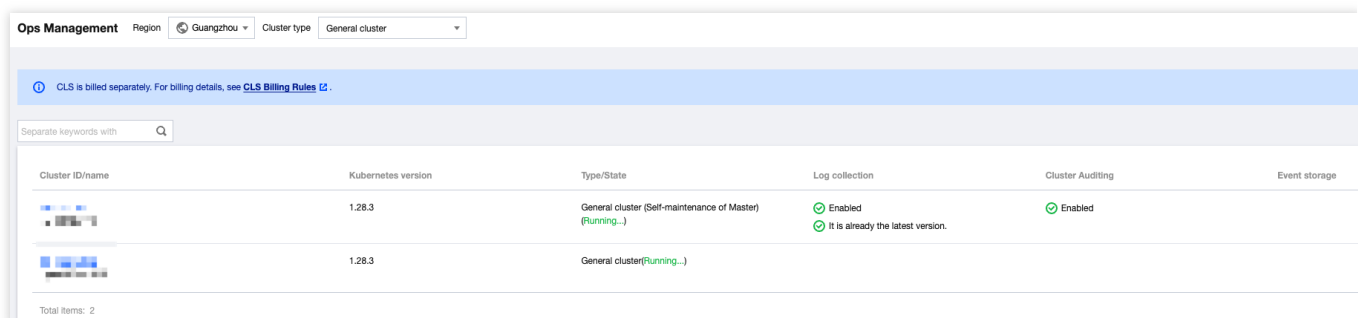 Ops Management Region Guangzhou Cluster type General cluster
CLS is billed separately. For billing details, see CLS Billing Rules .
Separate keywords with
Cluster ID/name Kubernetes version Type/State Log collection Cluster Auditing Event storage
1.28.3 General cluster (Self-maintenance of Master) Enabled Enabled
(Running...) It is already the latest version.
1.28.3 General cluster(Running...)
Total items: 2